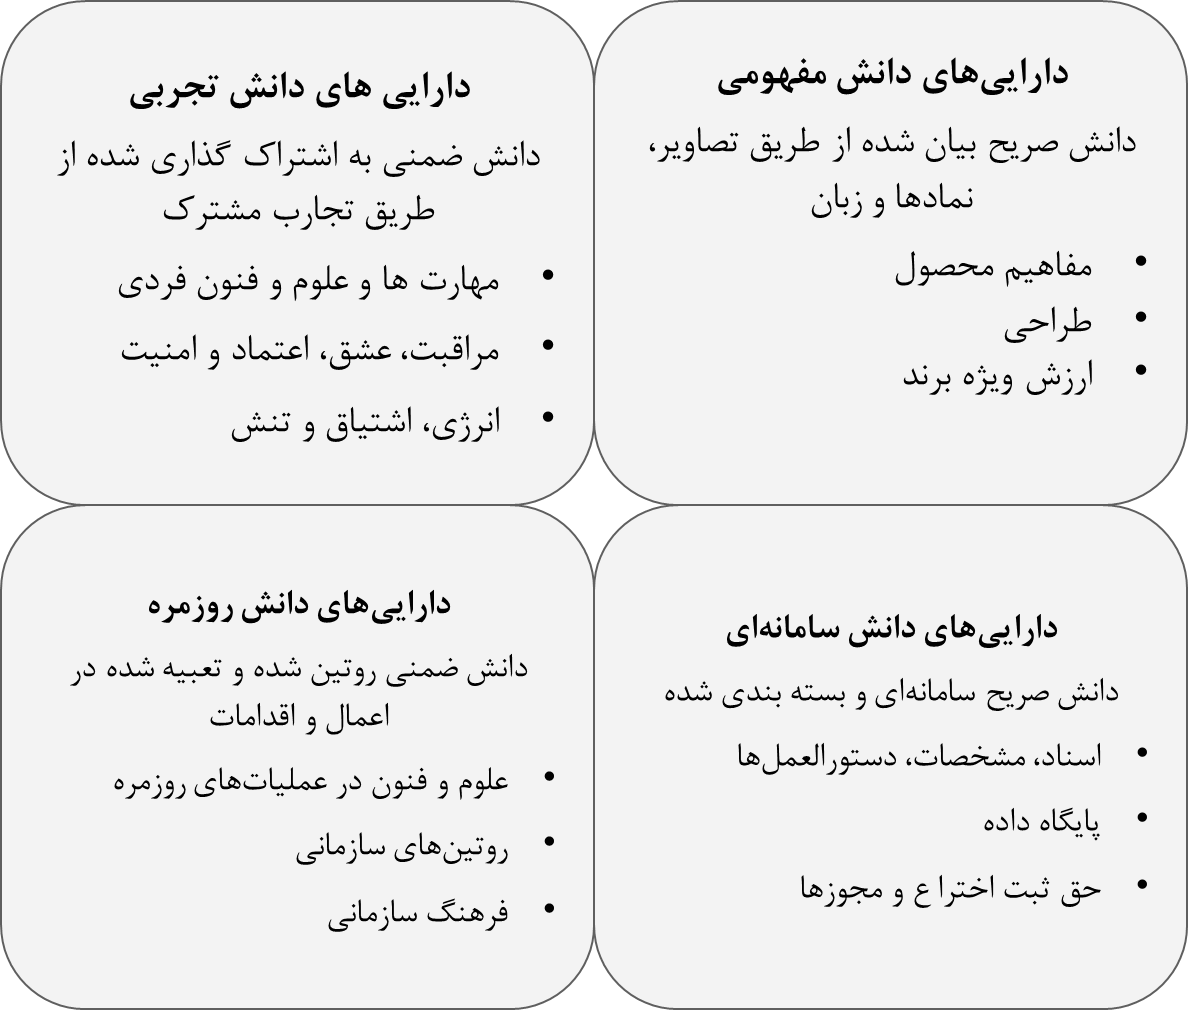 دارایی‌های دانش مفهومی
دانش صریح بیان شده از طریق تصاویر،
نمادها و زبان
• مفاهیم محصول
• طراحی
• ارزش ویژه برند
دارایی های دانش تجربی
دانش ضمنی به اشتراک گذاری شده از
طریق تجارب مشترک
• مهارت ها و علوم و فنون فردی
• مراقبت، عشق، اعتماد و امنیت
• انرژی، اشتیاق و تنش
دارایی‌های دانش سامانه‌ای
دانش صریح سامانه‌ای و بسته بندی شده
• اسناد، مشخصات، دستورالعمل‌ها
• پایگاه داده
• حق ثبت اختراع و مجوزها
دارایی‌های دانش روزمره
دانش ضمنی روتین شده و تعبیه شده در
اعمال و اقدامات
• علوم و فنون در عملیات‌های روزمره
• روتین‌های سازمانی
• فرهنگ سازمانی